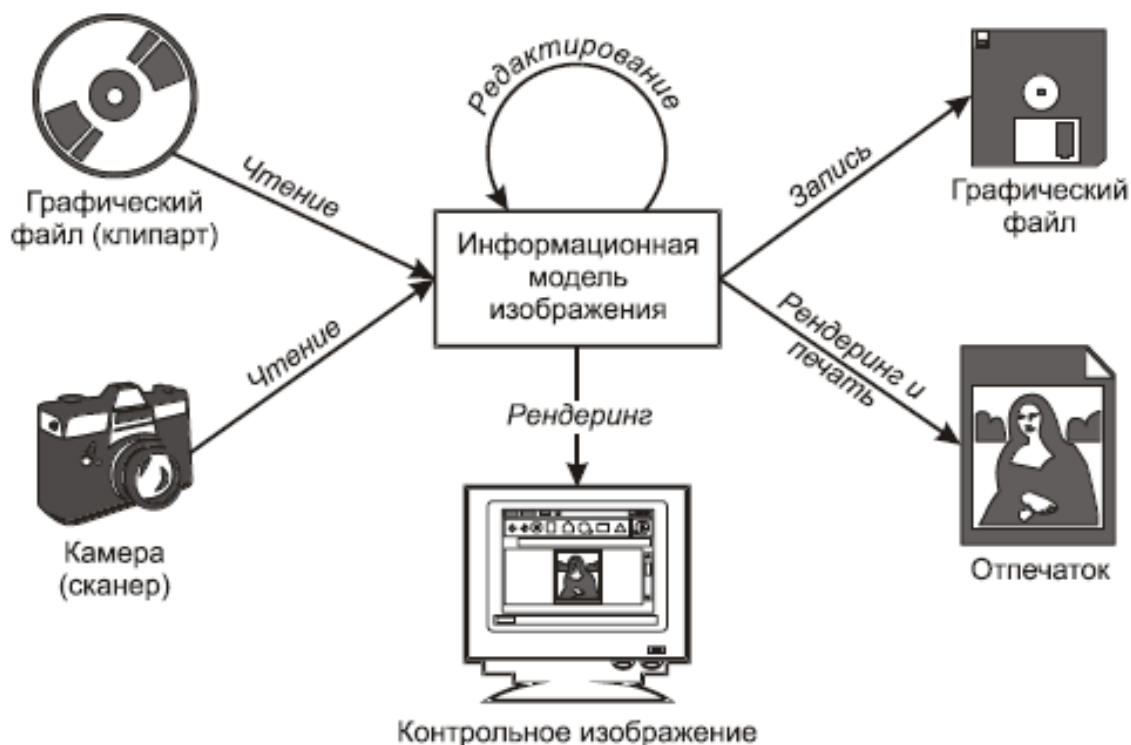 Редактирование
Чтение
Запись
Графический
файл (клипарт)
Графический
файл
Информационная
модель
изображения
Чтение
Рендеринг и
печать
Рендеринг
Камера
(сканер)
Отпечаток
Контрольное изображение